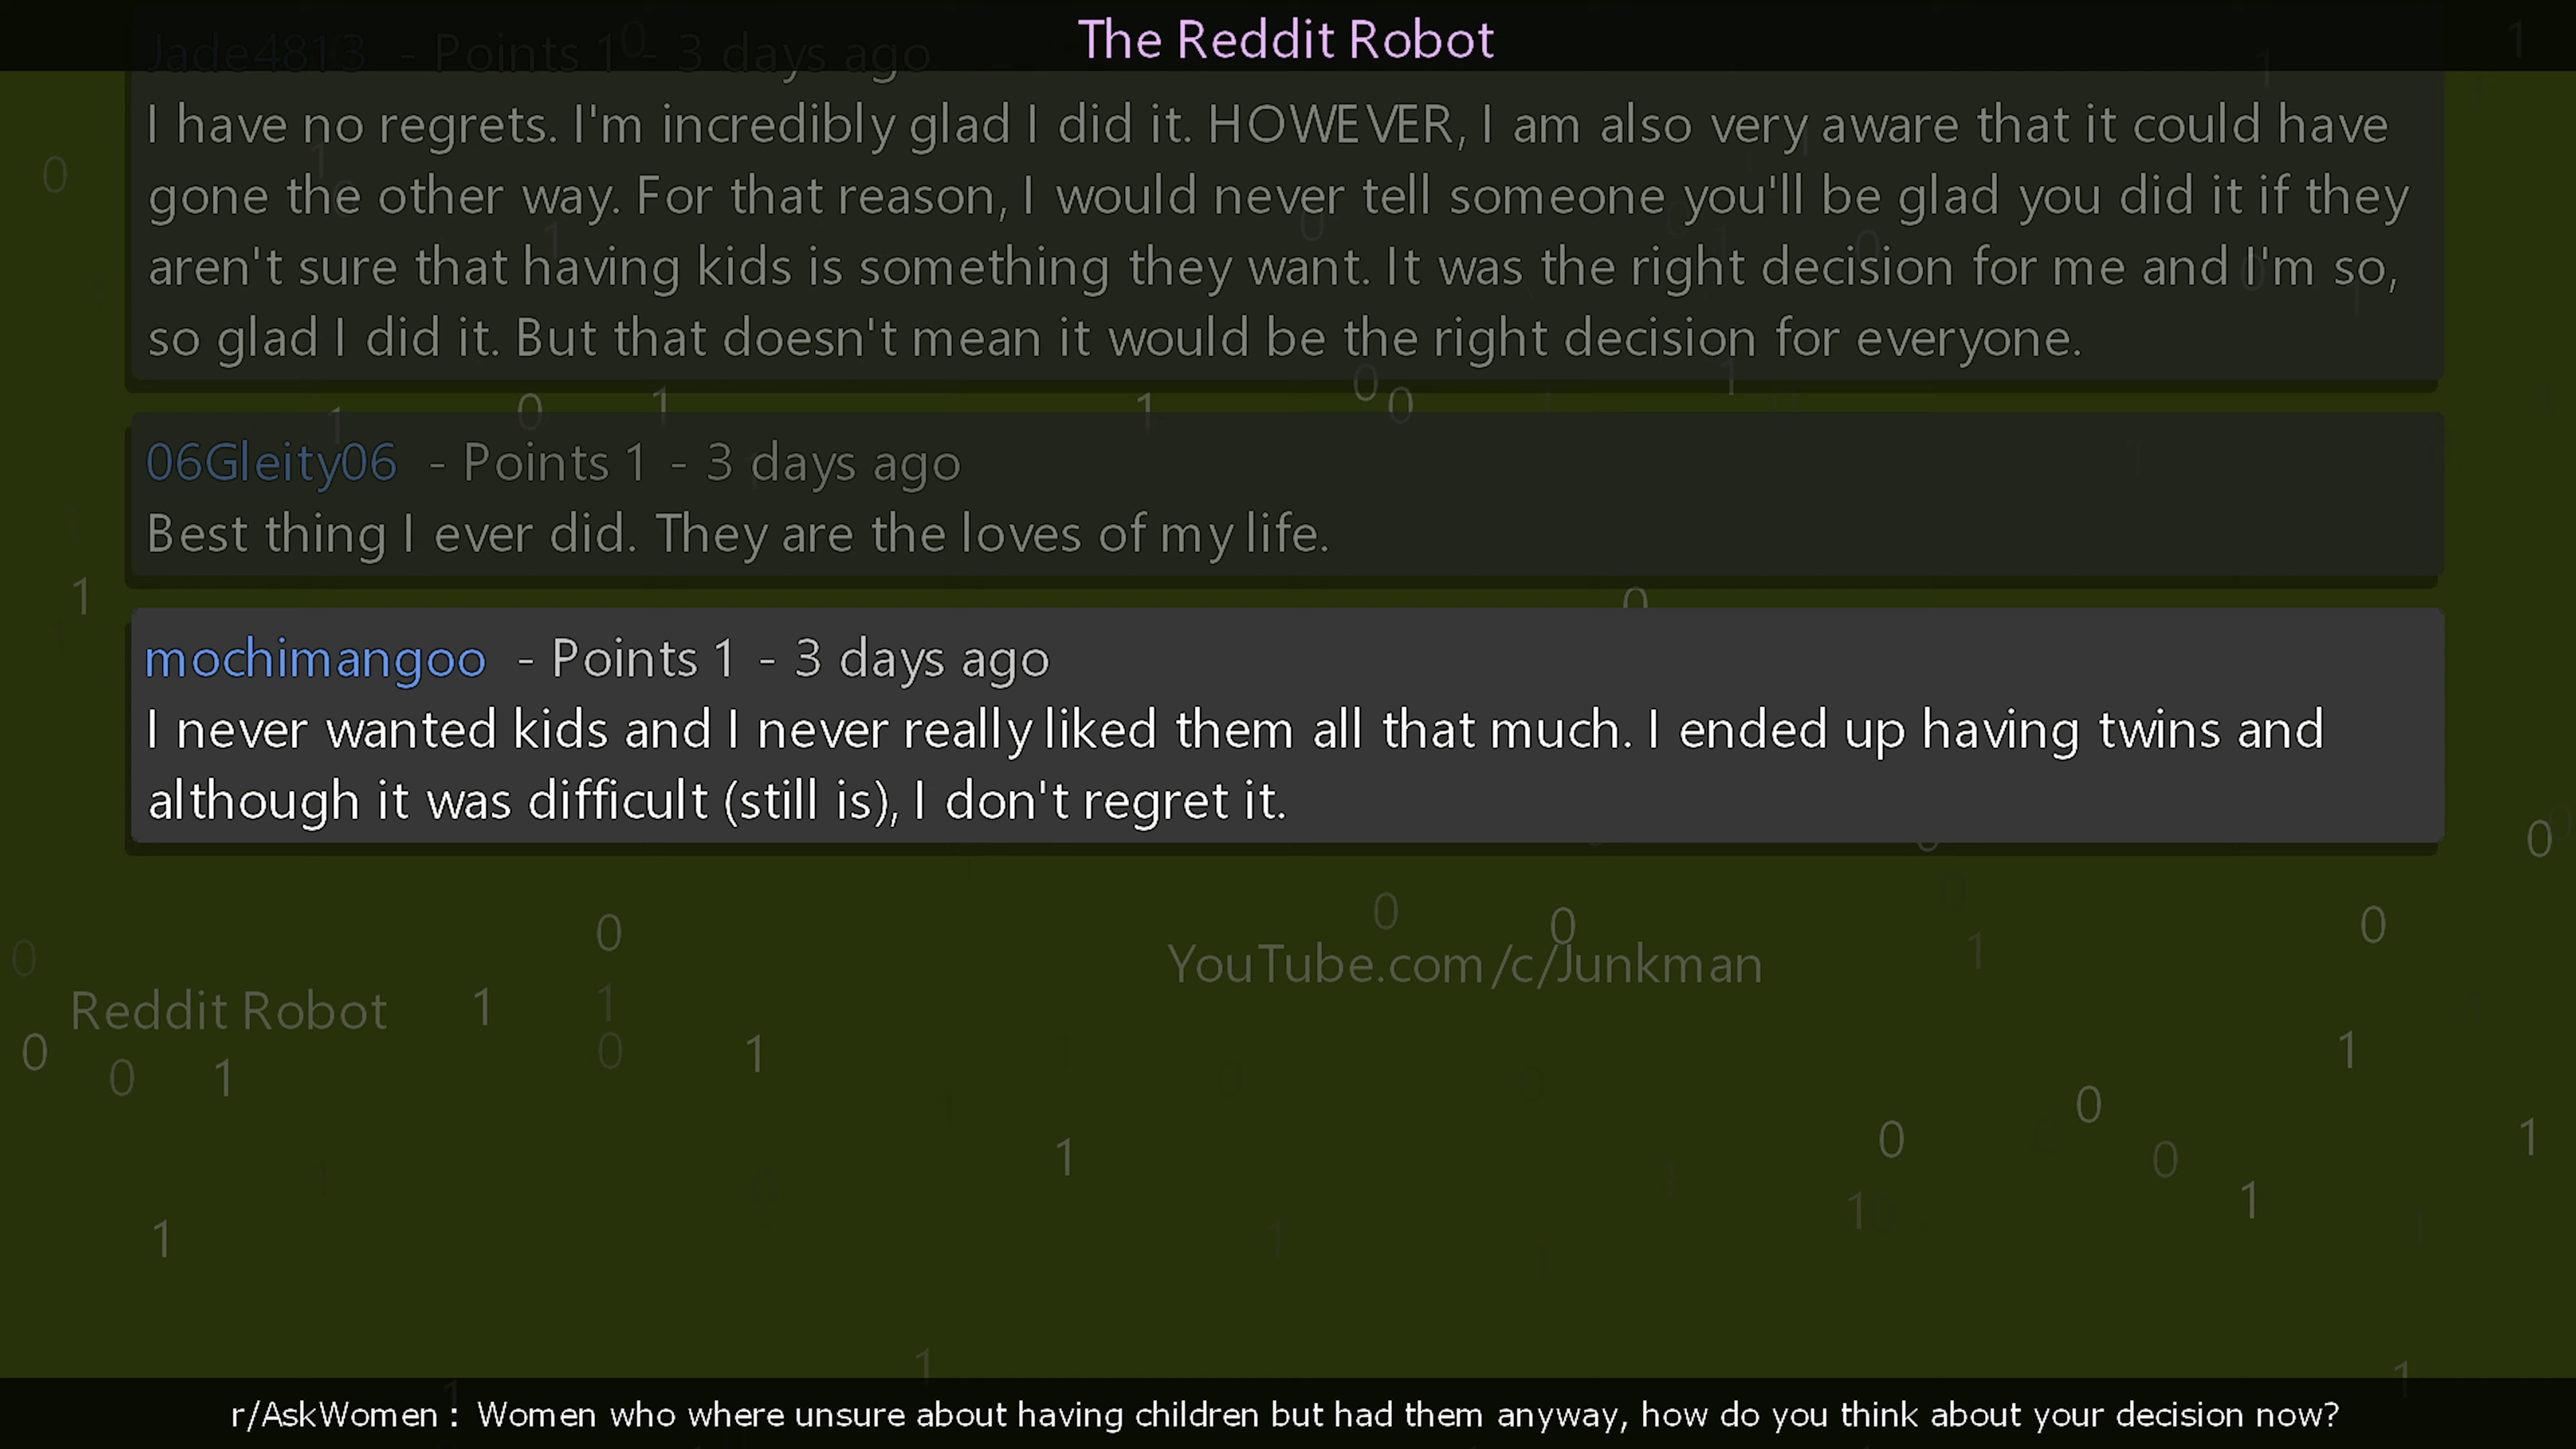 The Reddit Robot
Jade4813 - Points 1 - 3 days ago
I have no regrets. I'm incredibly glad I did it. HOWEVER, I am also very aware that it could have
gone the other way. For that reason, I would never tell someone you'll be glad you did it if they
aren't sure that having kids is something they want. It was the right decision for me and I'm so,
so glad I did it. But that doesn't mean it would be the right decision for everyone.
06Gleity06 - Points 1 - 3 days ago
Best thing I ever did. They are the loves of my life.
mochimangoo - Points 1 - 3 days ago
I never wanted kids and I never really liked them all that much. I ended up having twins and
although it was difficult (still is), I don't regret it.
YouTube.com/c/Junkman
Reddit Robot
r/AskWomen : Women who where unsure about having children but had them anyway, how do you think about your decision now?